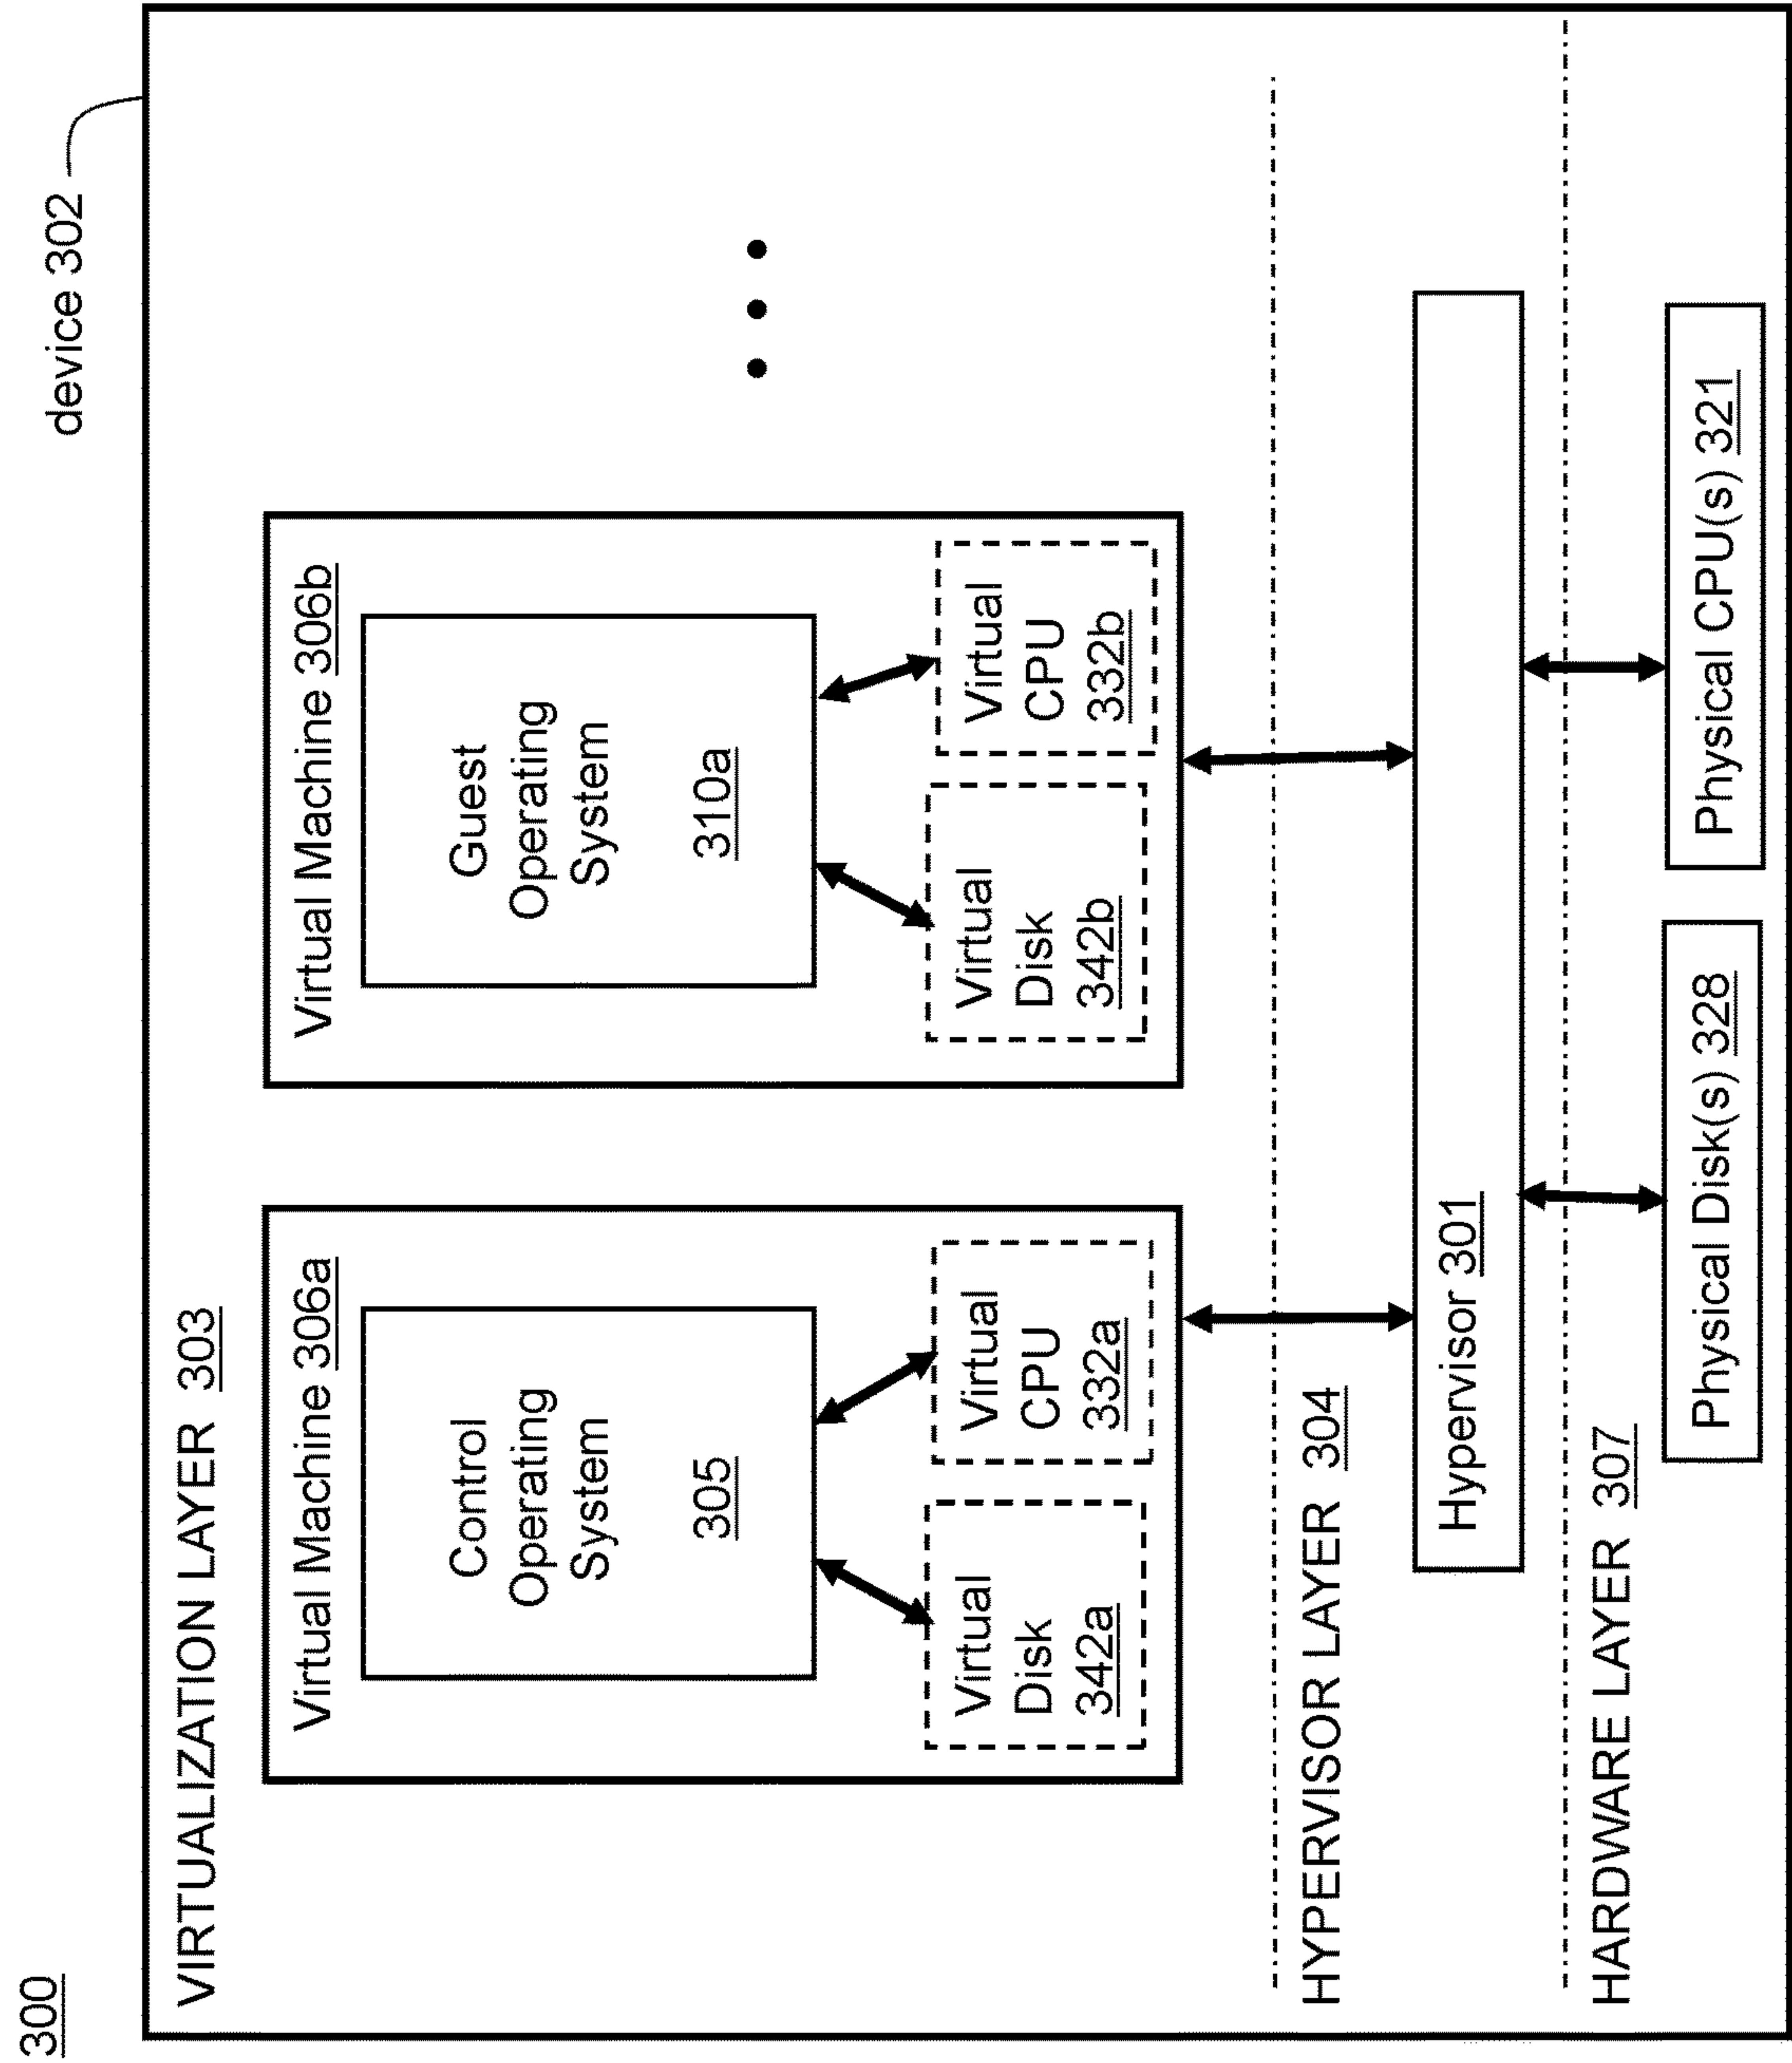 300
device 302
VIRTUALIZATION LAYER 303
Virtual Machine 306a
Control
Operating
System
305
Virtual
Disk
342a
Virtual
CPU
332a
Virtual Machine 306b
Guest
Operating
System
310a
Virtual
Disk
342b
Virtual
CPU
332b
HYPERVISOR LAYER 304
Hypervisor 301
HARDWARE LAYER 307
Physical Disk(s) 328
Physical CPU(s) 321